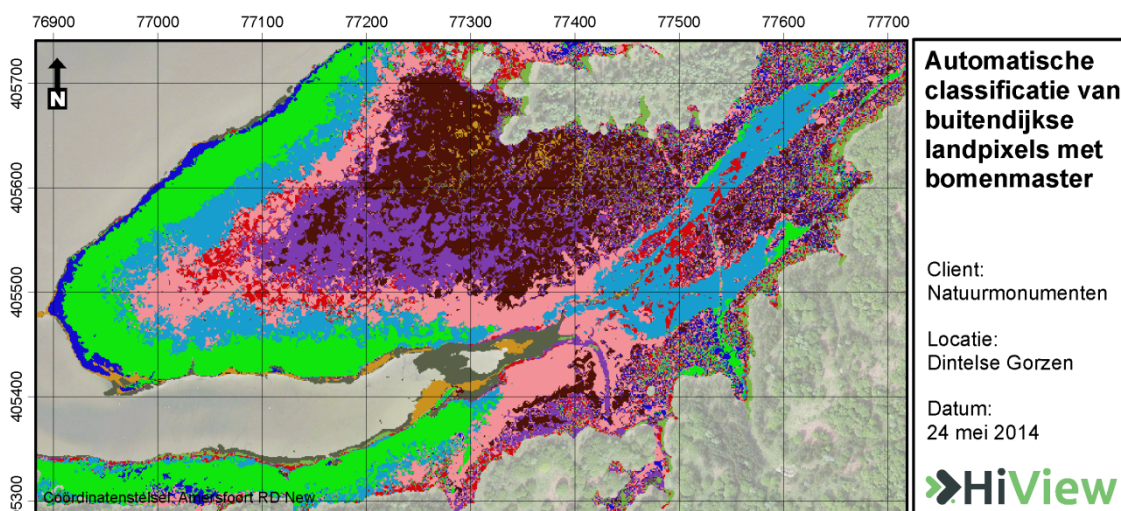 76900 77000 77100 77200 77300 77400 77500 77600 77700
405700
405600
405500
405400
5300
N
Coördinatenstelsel: Amersfoort RD New
Automatische
classificatie van
buitendijkse
landpixels met
bomenmaster
Client:
Natuurmonumenten
Locatie:
Dintelse Gorzen
Datum:
24 mei 2014
HiView